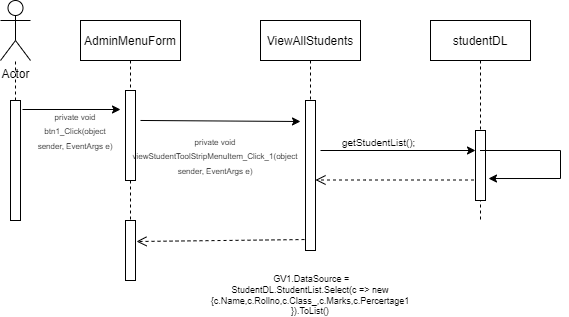 AdminMenuForm
ViewAllStudents
studentDL
Actor
private void
btn1_Click(object
sender, EventArgs e)
private void
viewStudentToolStripMenuItem_Click_1(object
sender, EventArgs e)
getStudentList();
GV1.DataSource =
StudentDL.StudentList.Select(c => new
{c.Name,c.Rollno,c.Class_,c.Marks,c.Percertage1
}).ToList()